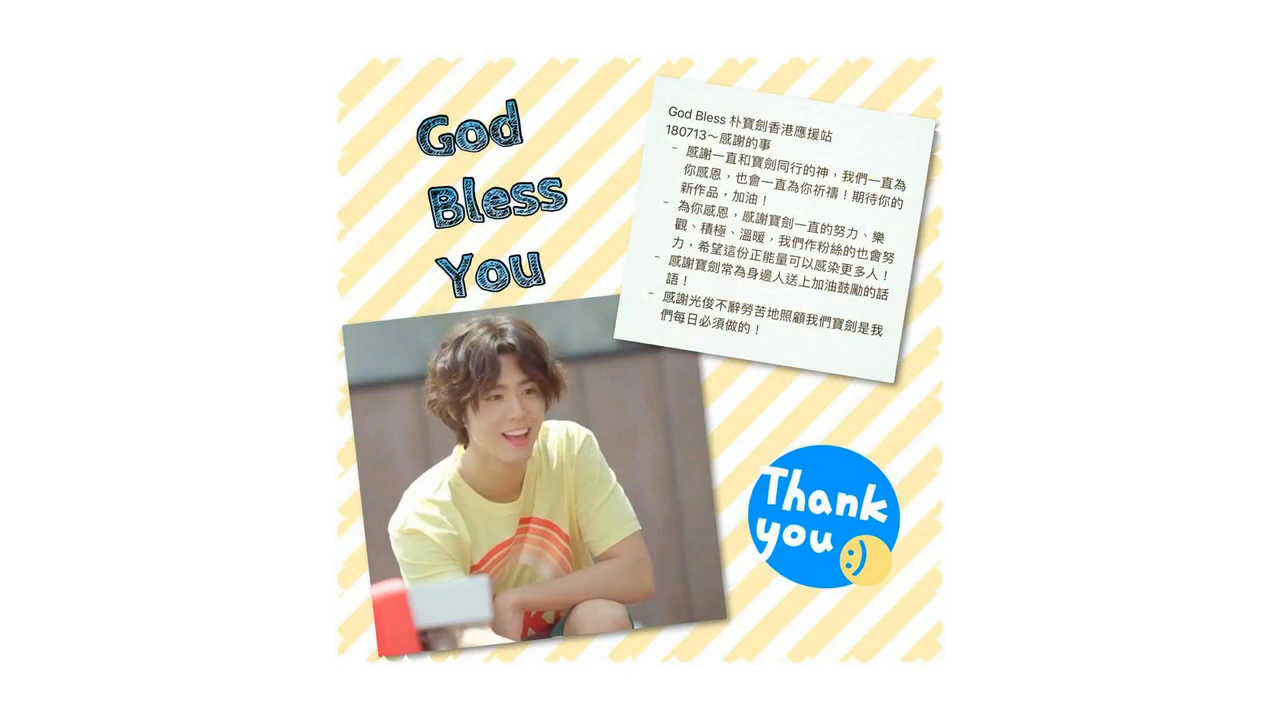 God
Bless
You
God Bless 朴寶劍香港應援站
180713～感謝的事
- 感謝一直和寶劍同行的神，我們一直為
你感恩，也會一直為你祈禱！期待你的
新作品，加油！
- 為你感恩，感謝寶劍一直的努力、樂
觀、積極、溫暖，我們作粉絲的也會努
力，希望這份正能量可以感染更多人！
- 感謝寶劍常為身邊人送上加油鼓勵的話
語！
- 感謝光俊不辭勞苦地照顧我們寶劍是我
們每日必須做的！
Thank
you
:)